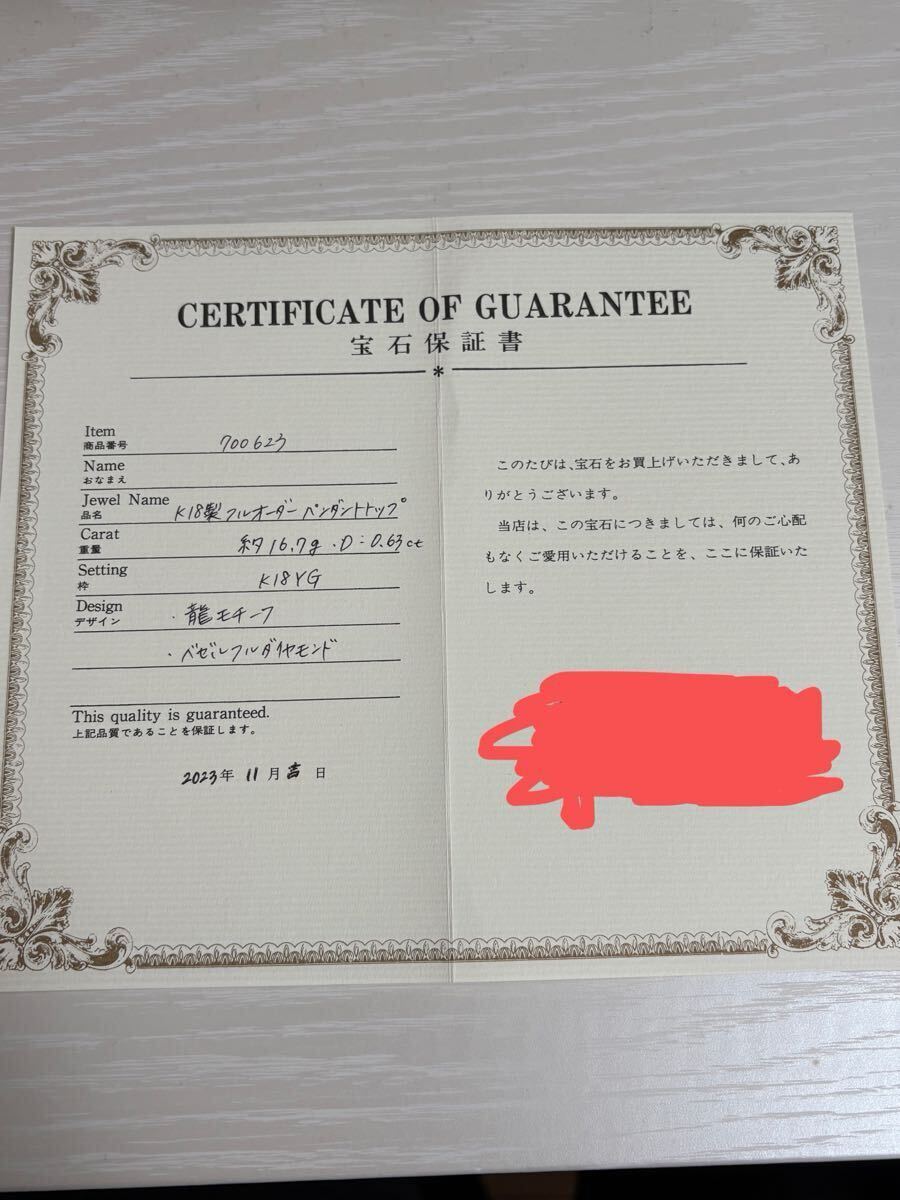 CERTIFICATE OF GUARANTEE
宝石保証書
*
Item
商品番号 700623
Name
おなまえ
Jewel Name
品名 K18製フルオーダーペンダントトップ
Carat
重量 約16.7g ・D:0.63ct
Setting
枠 K18YG
Design
デザイン ・龍モチーフ
・ベゼルフルダイヤモンド
This quality is guaranteed.
上記品質であることを保証します。
2023年 11月 吉 日
このたびは、宝石をお買上げいただきまして、あ
りがとうございます。
当店は、この宝石につきましては、何のご心配
もなくご愛用いただけることを、ここに保証いた
します。